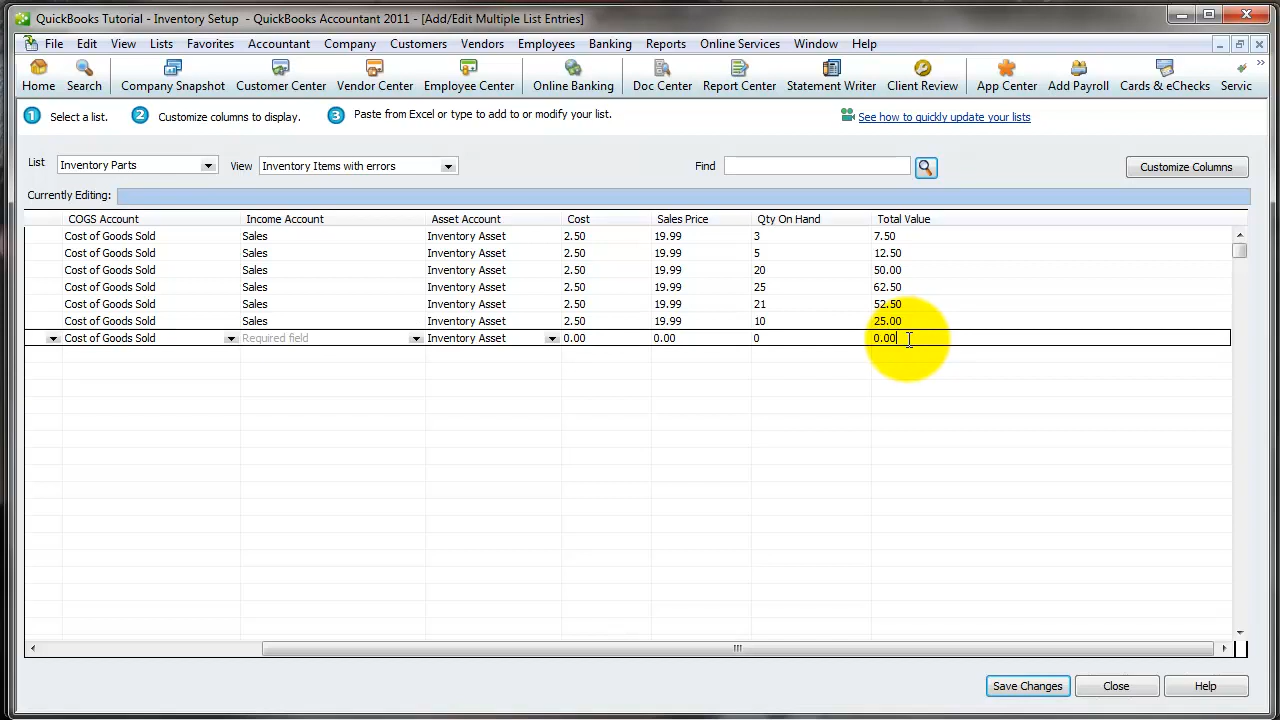 QuickBooks Tutorial - Inventory Setup - QuickBooks Accountant 2011 - [Add/Edit Multiple List Entries]
File Edit View Lists Favorites Accountant Company Customers Vendors Employees Banking Reports Online Services Window Help
Home Search Company Snapshot Customer Center Vendor Center Employee Center Online Banking Doc Center Report Center Statement Writer Client Review App Center Add Payroll Cards & eChecks Servic
1 Select a list. 2 Customize columns to display. 3 Paste from Excel or type to add to or modify your list. See how to quickly update your lists
List Inventory Parts View Inventory Items with errors Find Customize Columns
Currently Editing:
COGS Account Income Account Asset Account Cost Sales Price Qty On Hand Total Value
Cost of Goods Sold Sales Inventory Asset 2.50 19.99 3 7.50
Cost of Goods Sold Sales Inventory Asset 2.50 19.99 5 12.50
Cost of Goods Sold Sales Inventory Asset 2.50 19.99 20 50.00
Cost of Goods Sold Sales Inventory Asset 2.50 19.99 25 62.50
Cost of Goods Sold Sales Inventory Asset 2.50 19.99 21 52.50
Cost of Goods Sold Sales Inventory Asset 2.50 19.99 10 25.00
Cost of Goods Sold Required field Inventory Asset 0.00 0.00 0 0.00
Save Changes Close Help